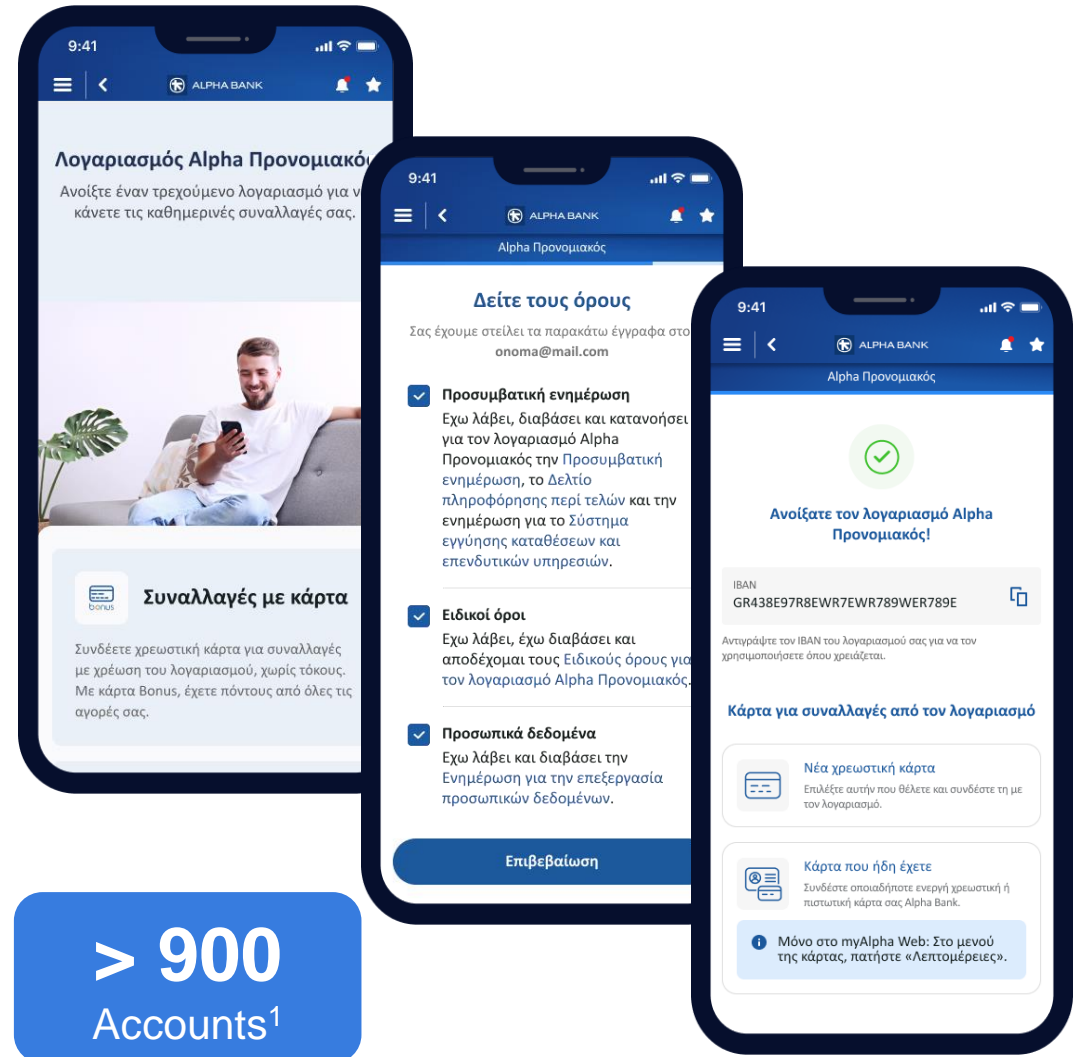 9:41
ALPHA BANK
Λογαριασμός Alpha Προνομιακός
Ανοίξτε έναν τρεχούμενο λογαριασμό για ν
κάνετε τις καθημερινές συναλλαγές σας.
bonus
Συναλλαγές με κάρτα
Συνδέετε χρεωστική κάρτα για συναλλαγές
με χρέωση του λογαριασμού, χωρίς τόκους.
Με κάρτα Bonus, έχετε πόντους από όλες τις
αγορές σας.
9:41
ALPHA BANK
Alpha Προνομιακός
Δείτε τους όρους
Σας έχουμε στείλει τα παρακάτω έγγραφα στο
onoma@mail.com
Προσυμβατική ενημέρωση
Εχω λάβει, διαβάσει και κατανοήσει
για τον λογαριασμό Alpha
Προνομιακός την Προσυμβατική
ενημέρωση, το Δελτίο
πληροφόρησης περί τελών και την
ενημέρωση για το Σύστημα
εγγύησης καταθέσεων και
επενδυτικών υπηρεσιών.
Ειδικοί όροι
Εχω λάβει, έχω διαβάσει και
αποδέχομαι τους Ειδικούς όρους για
τον λογαριασμό Alpha Προνομιακός.
Προσωπικά δεδομένα
Εχω λάβει και διαβάσει την
Ενημέρωση για την επεξεργασία
προσωπικών δεδομένων.
Επιβεβαίωση
9:41
ALPHA BANK
Alpha Προνομιακός
Ανοίξατε τον λογαριασμό Alpha
Προνομιακός!
IBAN
GR438E97R8EWR7EWR789WER789E
Αντιγράψτε τον IBAN του λογαριασμού σας για να τον
χρησιμοποιήσετε όπου χρειάζεται.
Κάρτα για συναλλαγές από τον λογαριασμό
Νέα χρεωστική κάρτα
Επιλέξτε αυτήν που θέλετε και συνδέστε τη με
τον λογαριασμό.
Κάρτα που ήδη έχετε
Συνδέστε οποιαδήποτε ενεργή χρεωστική ή
πιστωτική κάρτα σας Alpha Bank.
Μόνο στο myAlpha Web: Στο μενού
της κάρτας, πατήστε «Λεπτομέρειες».
> 900
Accounts¹